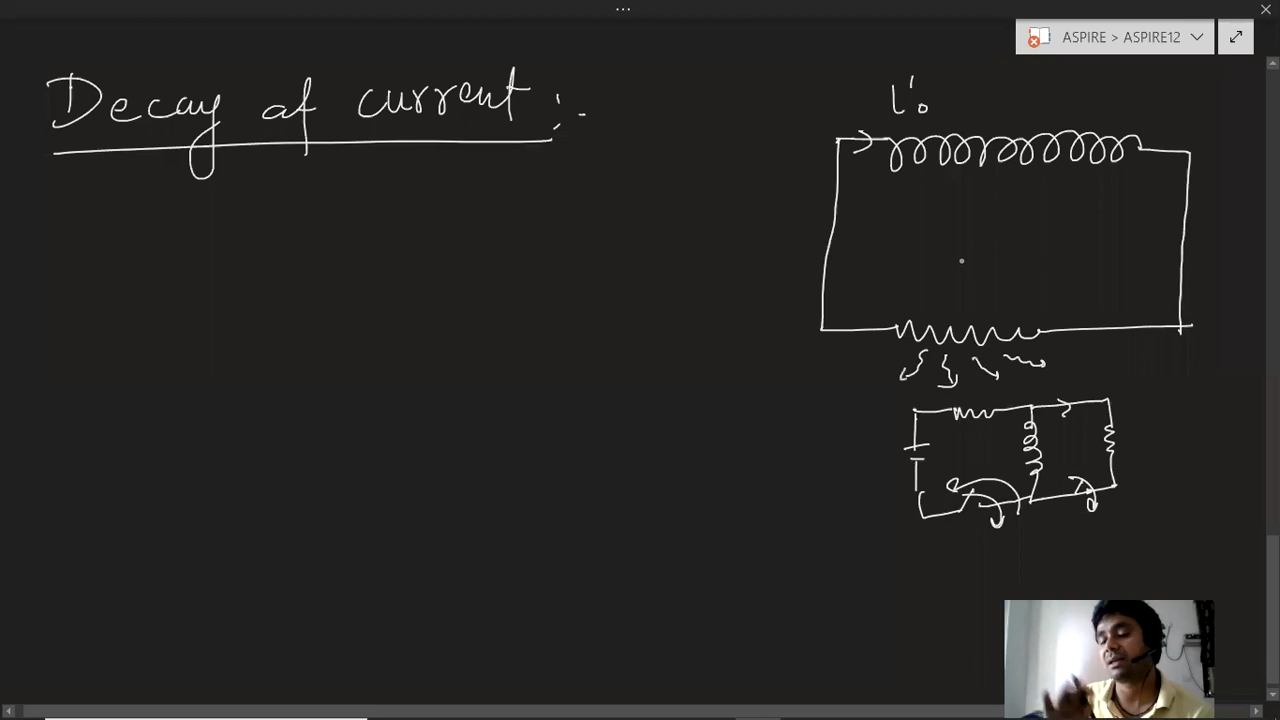 ASPIRE > ASPIRE12
Decay of current :-
i₀